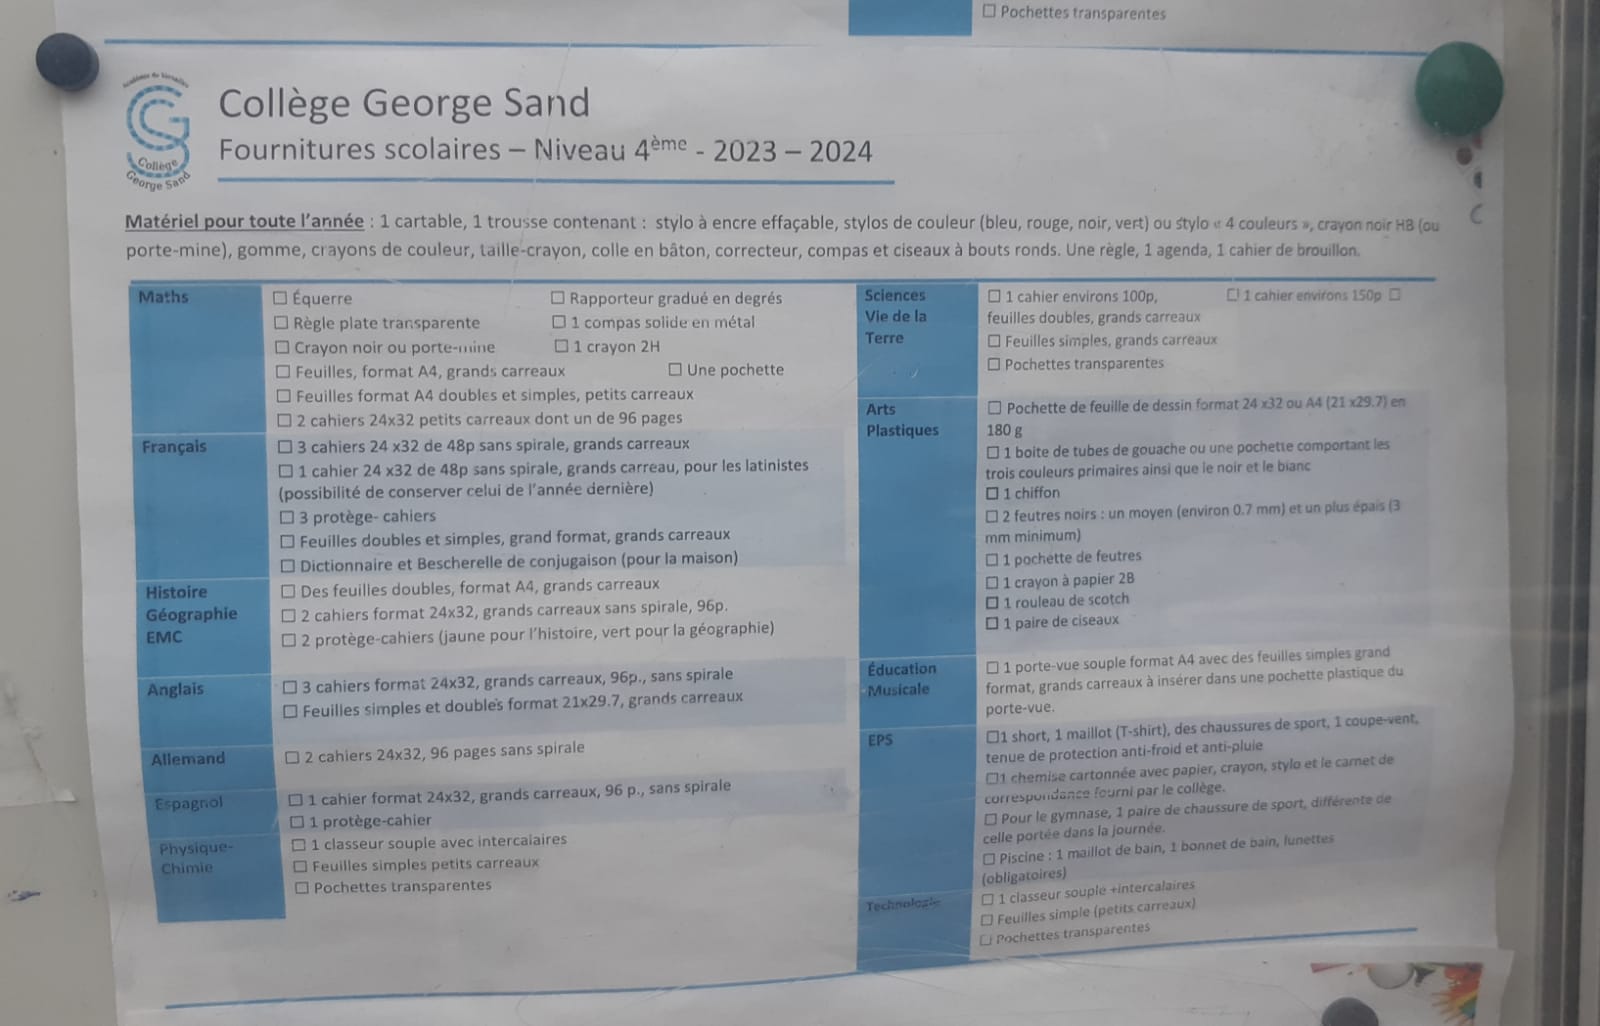 ☐ Pochettes transparentes
Académie de Versailles
Collège
George Sand
Collège George Sand
Fournitures scolaires – Niveau 4ème - 2023 – 2024
Matériel pour toute l'année : 1 cartable, 1 trousse contenant : stylo à encre effaçable, stylos de couleur (bleu, rouge, noir, vert) ou stylo « 4 couleurs », crayon noir HB (ou
porte-mine), gomme, crayons de couleur, taille-crayon, colle en bâton, correcteur, compas et ciseaux à bouts ronds. Une règle, 1 agenda, 1 cahier de brouillon.
Maths
☐ Équerre ☐ Rapporteur gradué en degrés
☐ Règle plate transparente ☐ 1 compas solide en métal
☐ Crayon noir ou porte-mine ☐ 1 crayon 2H
☐ Feuilles, format A4, grands carreaux ☐ Une pochette
☐ Feuilles format A4 doubles et simples, petits carreaux
☐ 2 cahiers 24x32 petits carreaux dont un de 96 pages
Français
☐ 3 cahiers 24 x32 de 48p sans spirale, grands carreaux
☐ 1 cahier 24 x32 de 48p sans spirale, grands carreau, pour les latinistes
(possibilité de conserver celui de l'année dernière)
☐ 3 protège- cahiers
☐ Feuilles doubles et simples, grand format, grands carreaux
☐ Dictionnaire et Bescherelle de conjugaison (pour la maison)
Histoire
Géographie
EMC
☐ Des feuilles doubles, format A4, grands carreaux
☐ 2 cahiers format 24x32, grands carreaux sans spirale, 96p.
☐ 2 protège-cahiers (jaune pour l'histoire, vert pour la géographie)
Anglais
☐ 3 cahiers format 24x32, grands carreaux, 96p., sans spirale
☐ Feuilles simples et doubles format 21x29.7, grands carreaux
Allemand
☐ 2 cahiers 24x32, 96 pages sans spirale
Espagnol
☐ 1 cahier format 24x32, grands carreaux, 96 p., sans spirale
☐ 1 protège-cahier
Physique-
Chimie
☐ 1 classeur souple avec intercalaires
☐ Feuilles simples petits carreaux
☐ Pochettes transparentes
Sciences
Vie de la
Terre
☐ 1 cahier environs 100p, ☐ 1 cahier environs 150p ☐
feuilles doubles, grands carreaux
☐ Feuilles simples, grands carreaux
☐ Pochettes transparentes
Arts
Plastiques
☐ Pochette de feuille de dessin format 24 x32 ou A4 (21 x29.7) en
180 g
☐ 1 boite de tubes de gouache ou une pochette comportant les
trois couleurs primaires ainsi que le noir et le blanc
☐ 1 chiffon
☐ 2 feutres noirs : un moyen (environ 0.7 mm) et un plus épais (3
mm minimum)
☐ 1 pochette de feutres
☐ 1 crayon à papier 2B
☐ 1 rouleau de scotch
☐ 1 paire de ciseaux
Éducation
Musicale
☐ 1 porte-vue souple format A4 avec des feuilles simples grand
format, grands carreaux à insérer dans une pochette plastique du
porte-vue.
EPS
☐1 short, 1 maillot (T-shirt), des chaussures de sport, 1 coupe-vent,
tenue de protection anti-froid et anti-pluie
☐1 chemise cartonnée avec papier, crayon, stylo et le carnet de
correspondance fourni par le collège.
☐ Pour le gymnase, 1 paire de chaussure de sport, différente de
celle portée dans la journée.
☐ Piscine : 1 maillot de bain, 1 bonnet de bain, lunettes
(obligatoires)
Technologie
☐ 1 classeur souple +intercalaires
☐ Feuilles simple (petits carreaux)
☐ Pochettes transparentes